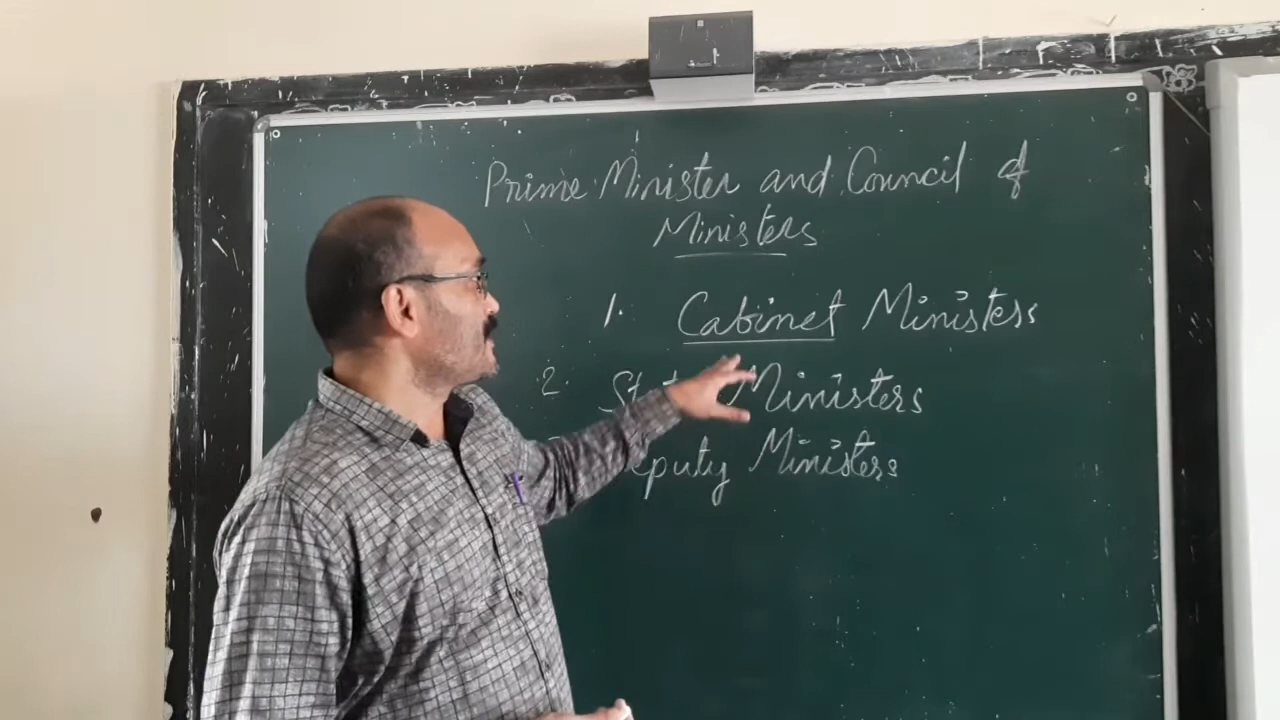 Prime Minister and Council of
Ministers
1. Cabinet Ministers
2. Ministers
Ministers